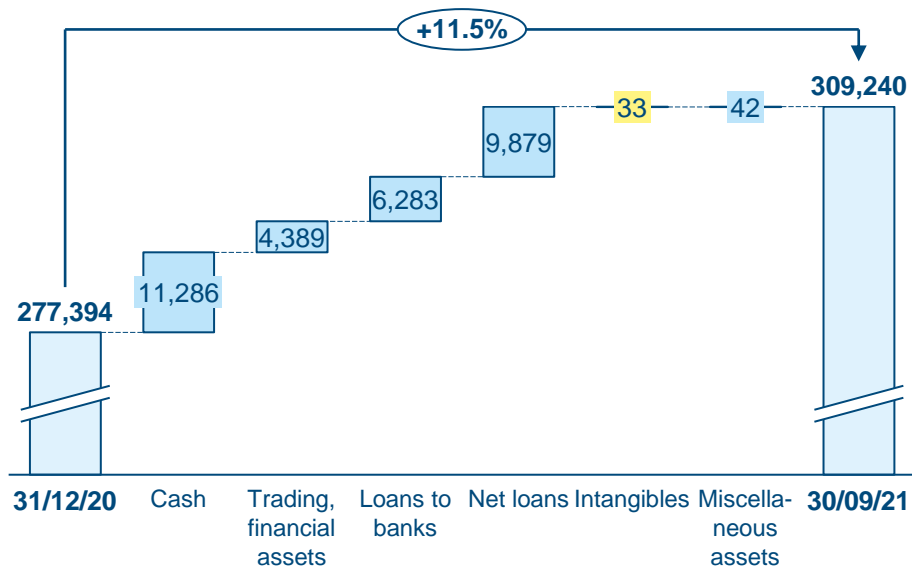 +11.5%
309,240
33
42
9,879
6,283
4,389
11,286
277,394
31/12/20
Cash
Trading,
financial
assets
Loans to
banks
Net loans
Intangibles
Miscella-
neous
assets
30/09/21